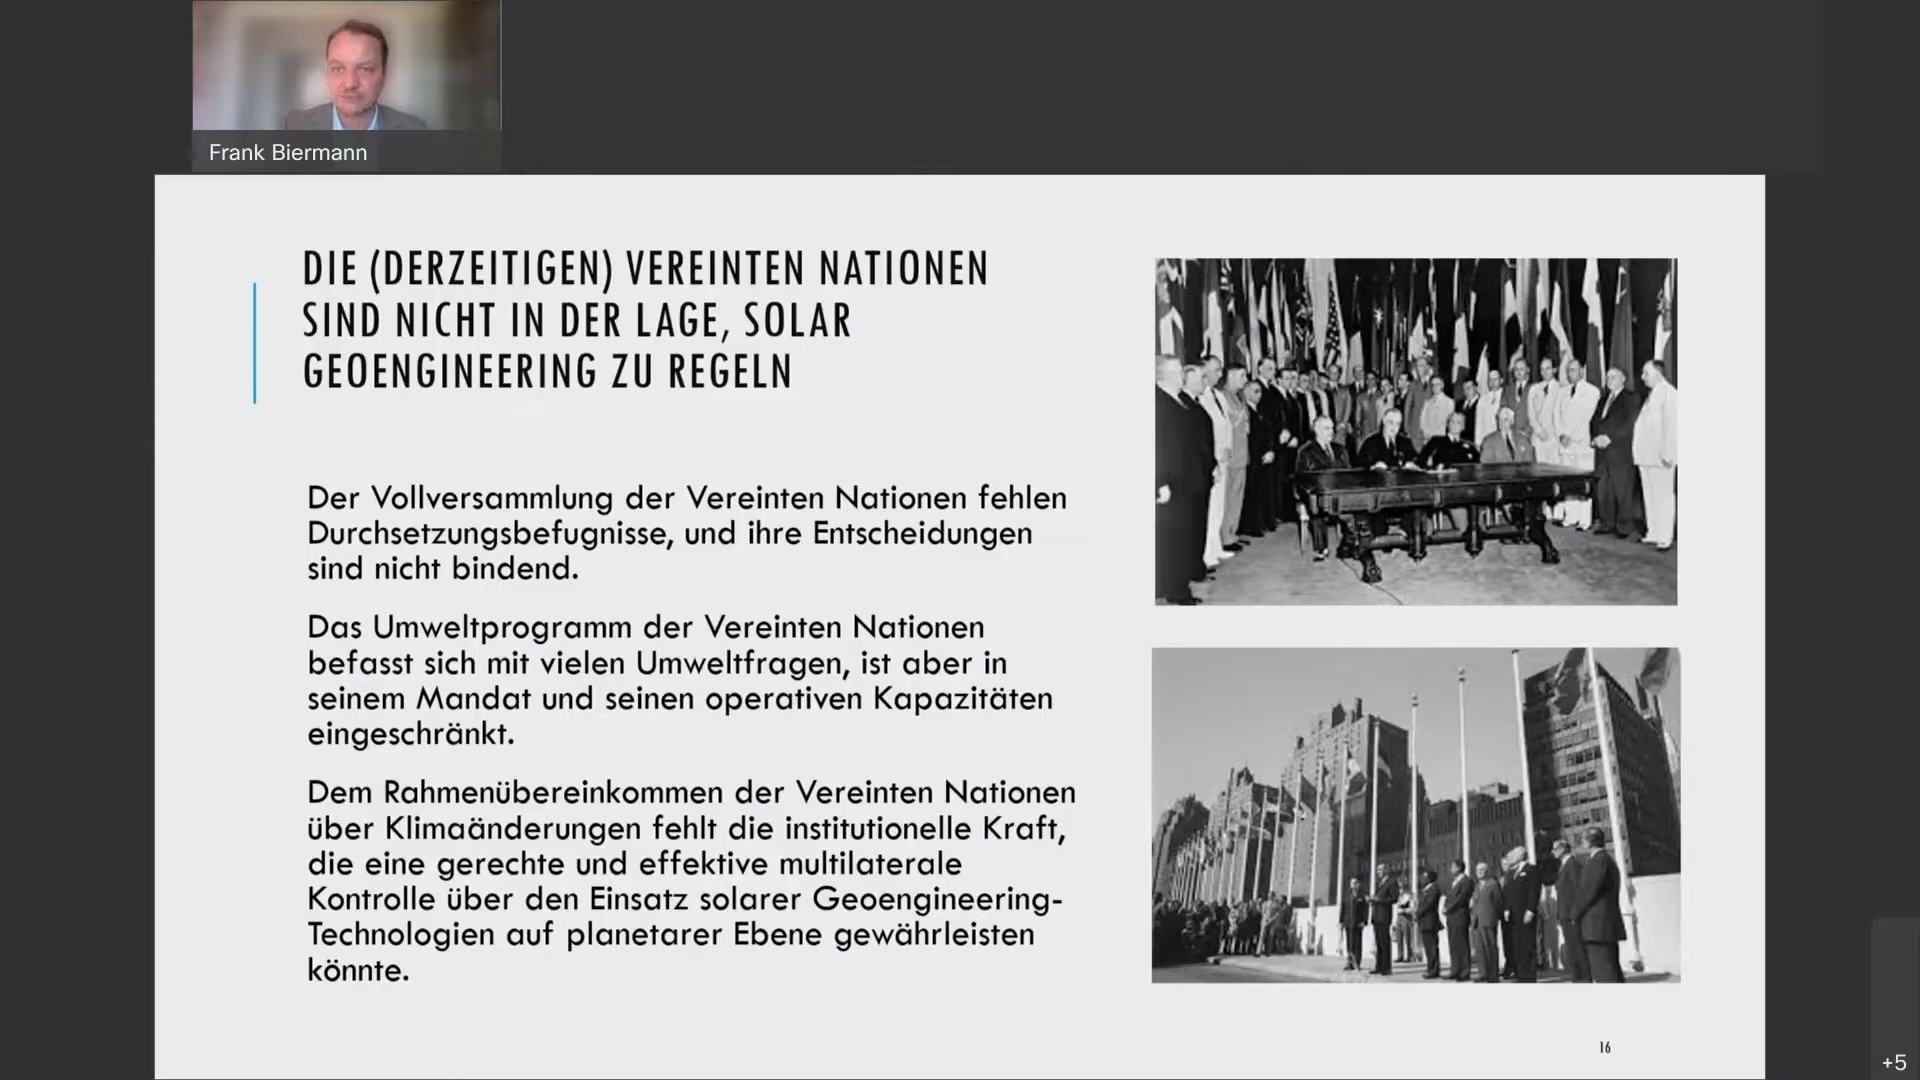 Frank Biermann
DIE (DERZEITIGEN) VEREINTEN NATIONEN
SIND NICHT IN DER LAGE, SOLAR
GEOENGINEERING ZU REGELN
Der Vollversammlung der Vereinten Nationen fehlen
Durchsetzungsbefugnisse, und ihre Entscheidungen
sind nicht bindend.
Das Umweltprogramm der Vereinten Nationen
befasst sich mit vielen Umweltfragen, ist aber in
seinem Mandat und seinen operativen Kapazitäten
eingeschränkt.
Dem Rahmenübereinkommen der Vereinten Nationen
über Klimaänderungen fehlt die institutionelle Kraft,
die eine gerechte und effektive multilaterale
Kontrolle über den Einsatz solarer Geoengineering-
Technologien auf planetarer Ebene gewährleisten
könnte.
16
+5